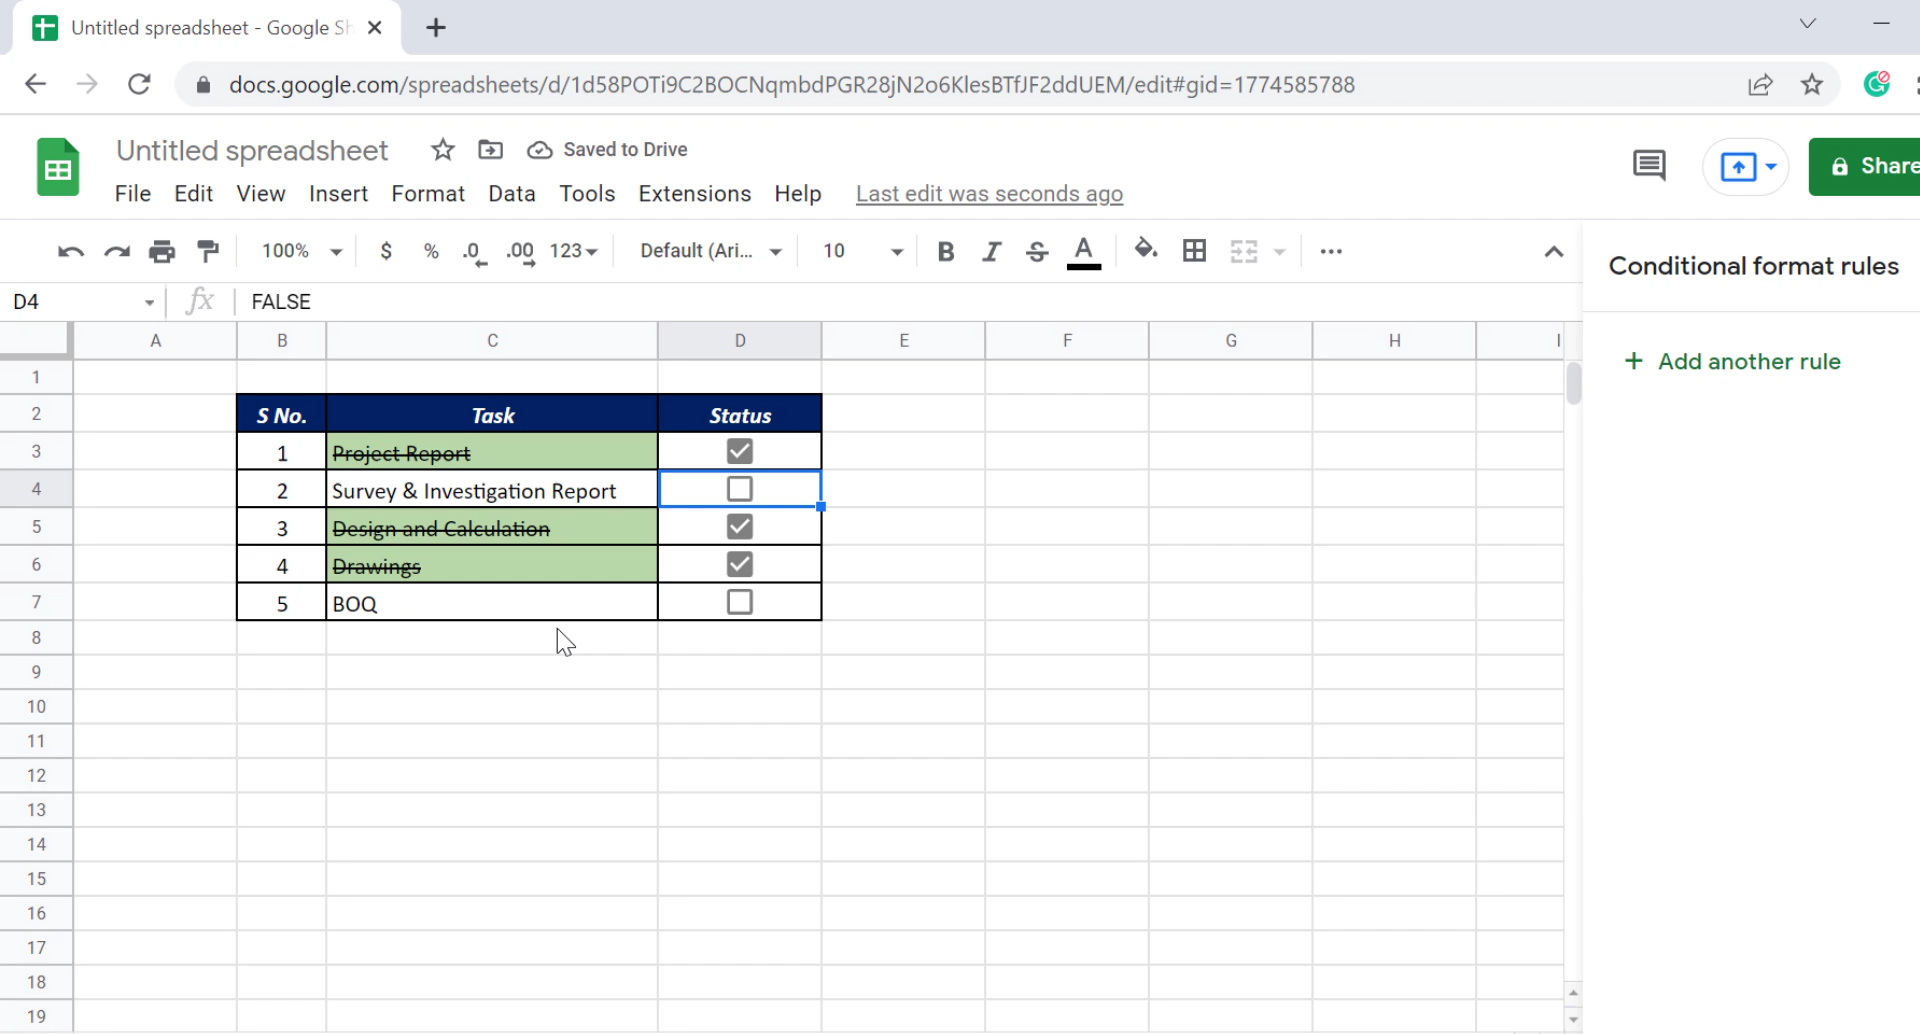 Untitled spreadsheet - Google Sh
docs.google.com/spreadsheets/d/1d58POTi9C2BOCNqmbdPGR28jN2o6KlesBTfJF2ddUEM/edit#gid=1774585788
Untitled spreadsheet Saved to Drive
File Edit View Insert Format Data Tools Extensions Help Last edit was seconds ago
Share
100% $ % .0 .00 123 Default (Ari... 10 B I S A
Conditional format rules
D4 fx FALSE
+ Add another rule
A B C D E F G H I
1
2 S No. Task Status
3 1 Project Report
4 2 Survey & Investigation Report
5 3 Design and Calculation
6 4 Drawings
7 5 BOQ
8
9
10
11
12
13
14
15
16
17
18
19